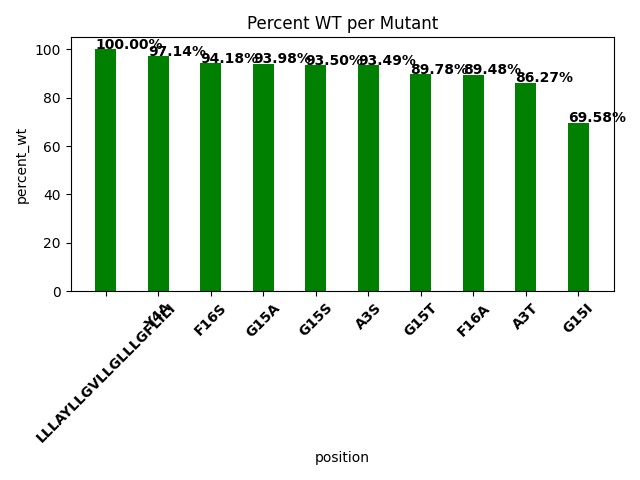 Percent WT per Mutant
100.00%
97.14%
94.18%
93.98%
93.50%
93.49%
89.78%
89.48%
86.27%
69.58%
percent_wt
100
80
60
40
20
0
LLLAYLLGVLLGLLLGFLILI
Y4A
F16S
G15A
G15S
A3S
G15T
F16A
A3T
G15I
position